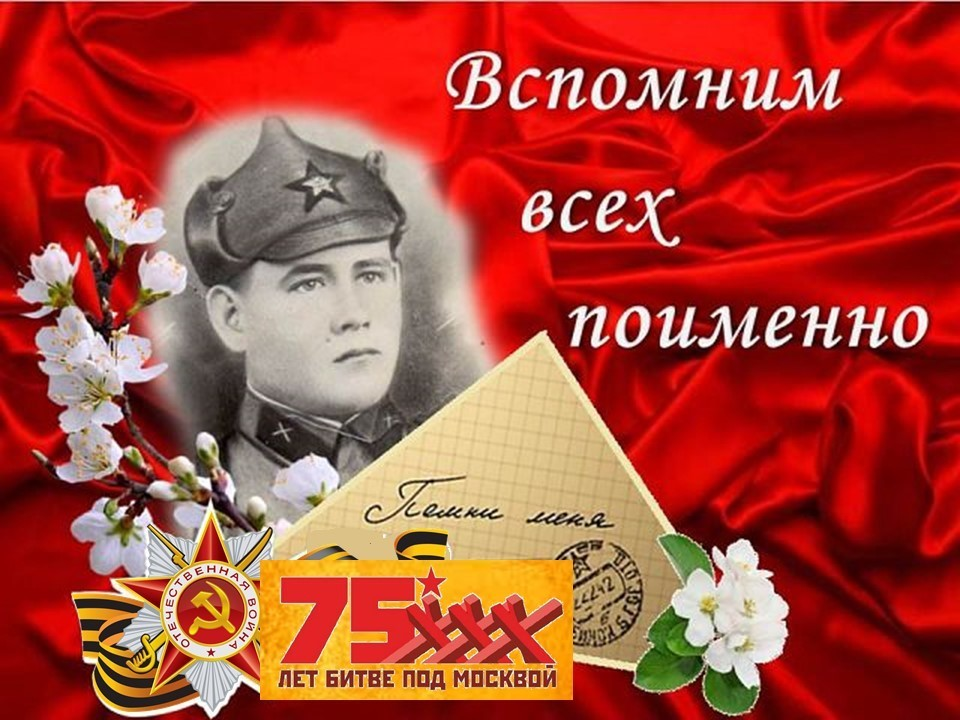 Вспомним
всех
поименно
Помни меня
ОТЕЧЕСТВЕННАЯ ВОЙНА
75
ЛЕТ БИТВЕ ПОД МОСКВОЙ